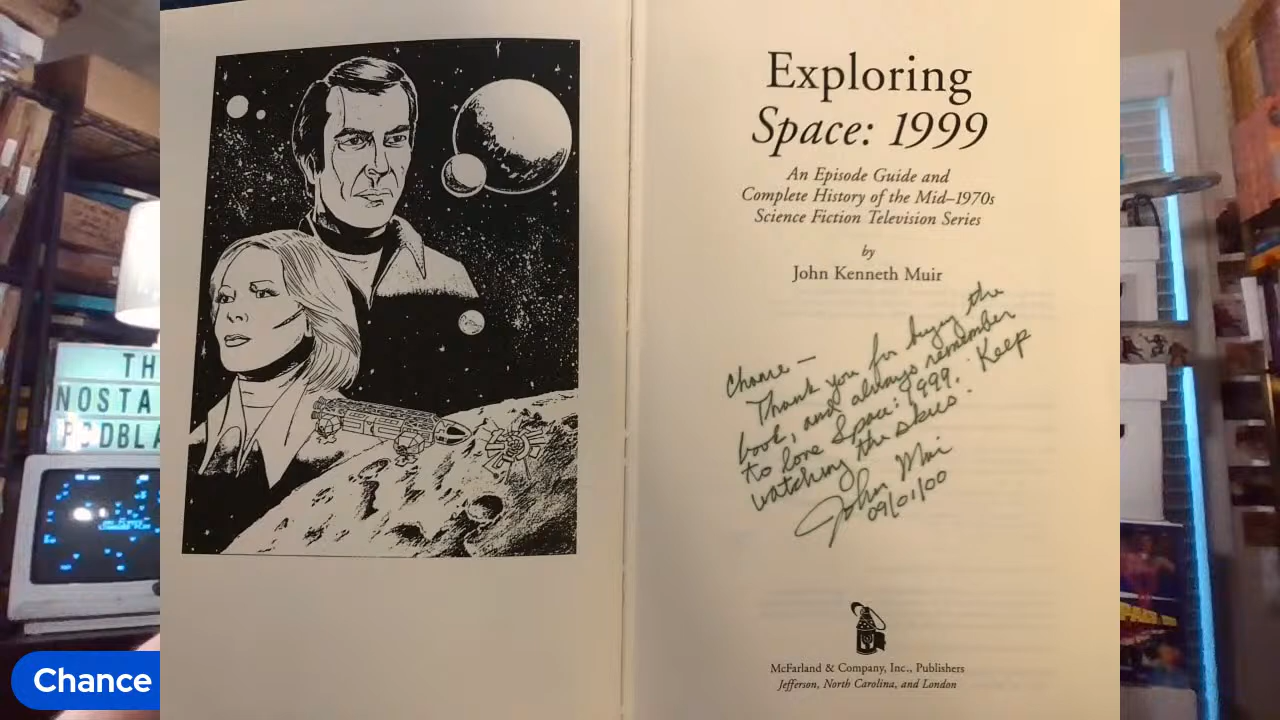 Exploring
Space: 1999
An Episode Guide and
Complete History of the Mid–1970s
Science Fiction Television Series
by
John Kenneth Muir
Chance —
Thank you for buying the
book, and always remember
to love Space: 1999. Keep
watching the skies.
John Muir
09/01/00
McFarland & Company, Inc., Publishers
Jefferson, North Carolina, and London
TH
NOSTA
PODBLA
Chance